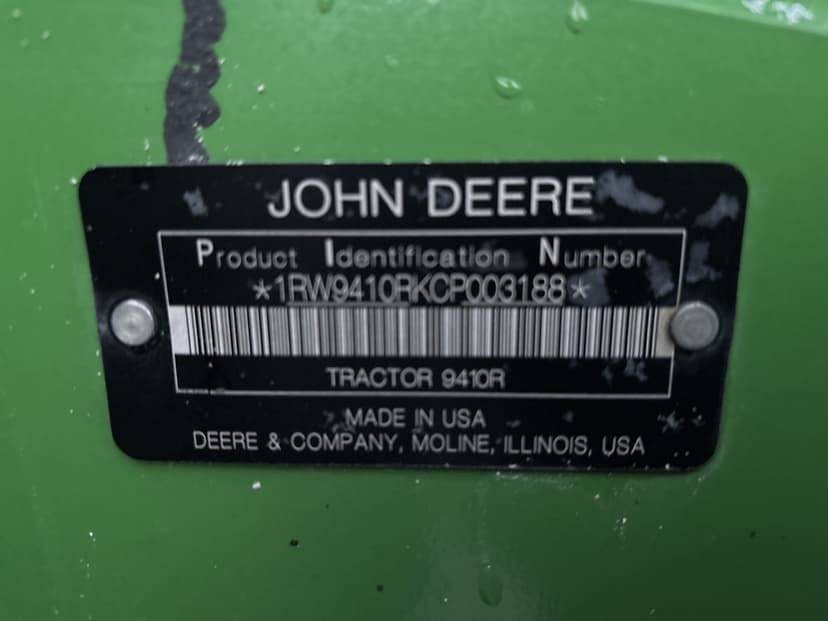 JOHN DEERE
Product Identification Number
*1RW9410RKCP003188*
TRACTOR 9410R
MADE IN USA
DEERE & COMPANY, MOLINE, ILLINOIS, USA